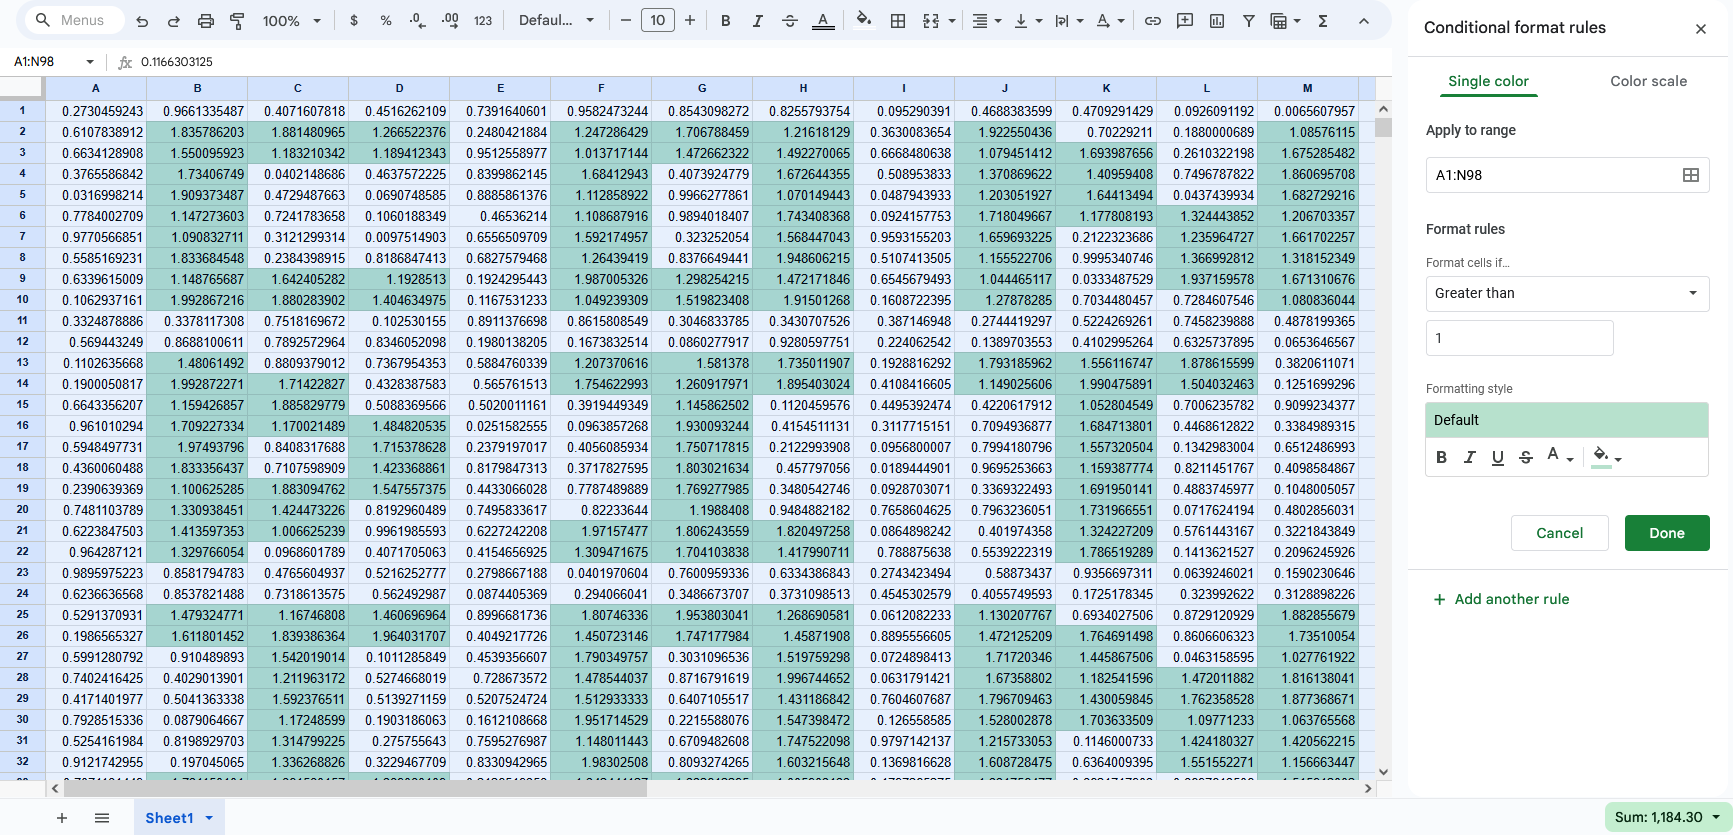 Menus 100% $ % .0 .00 123 Defaul... − 10 + B I A Σ
A1:N98 fx 0.1166303125
A B C D E F G H I J K L M
1 0.2730459243 0.9661335487 0.4071607818 0.4516262109 0.7391640601 0.9582473244 0.8543098272 0.8255793754 0.095290391 0.4688383599 0.4709291429 0.0926091192 0.0065607957
2 0.6107838912 1.835786203 1.881480965 1.266522376 0.2480421884 1.247286429 1.706788459 1.21618129 0.3630083654 1.922550436 0.70229211 0.1880000689 1.08576115
3 0.6634128908 1.550095923 1.183210342 1.189412343 0.9512558977 1.013717144 1.472662322 1.492270065 0.6668480638 1.079451412 1.693987656 0.2610322198 1.675285482
4 0.3765586842 1.73406749 0.0402148686 0.4637572225 0.8399862145 1.68412943 0.4073924779 1.672644355 0.508953833 1.370869622 1.40959408 0.7496787822 1.860695708
5 0.0316998214 1.909373487 0.4729487663 0.0690748585 0.8885861376 1.112858922 0.9966277861 1.070149443 0.0487943933 1.203051927 1.64413494 0.0437439934 1.682729216
6 0.7784002709 1.147273603 0.7241783658 0.1060188349 0.46536214 1.108687916 0.9894018407 1.743408368 0.0924157753 1.718049667 1.177808193 1.324443852 1.206703357
7 0.9770566851 1.090832711 0.3121299314 0.0097514903 0.6556509709 1.592174957 0.323252054 1.568447043 0.9593155203 1.659693225 0.2122323686 1.235964727 1.661702257
8 0.5585169231 1.833684548 0.2384398915 0.8186847413 0.6827579468 1.26439419 0.8376649441 1.948606215 0.5107413505 1.155522706 0.9995340746 1.366992812 1.318152349
9 0.6339615009 1.148765687 1.642405282 1.1928513 0.1924295443 1.987005326 1.298254215 1.472171846 0.6545679493 1.044465117 0.0333487529 1.937159578 1.671310676
10 0.1062937161 1.992867216 1.880283902 1.404634975 0.1167531233 1.049239309 1.519823408 1.91501268 0.1608722395 1.27878285 0.7034480457 0.7284607546 1.080836044
11 0.3324878886 0.3378117308 0.7518169672 0.102530155 0.8911376698 0.8615808549 0.3046833785 0.3430707526 0.387146948 0.2744419297 0.5224269261 0.7458239888 0.4878199365
12 0.569443249 0.8688100611 0.7892572964 0.8346052098 0.1980138205 0.1673832514 0.0860277917 0.9280597751 0.224062542 0.1389703553 0.4102995264 0.6325737895 0.0653646567
13 0.1102635668 1.48061492 0.8809379012 0.7367954353 0.5884760339 1.207370616 1.581378 1.735011907 0.1928816292 1.793185962 1.556116747 1.878615599 0.3820611071
14 0.1900050817 1.992872271 1.71422827 0.4328387583 0.565761513 1.754622993 1.260917971 1.895403024 0.4108416605 1.149025606 1.990475891 1.504032463 0.1251699296
15 0.6643356207 1.159426857 1.885829779 0.5088369566 0.5020011161 0.3919449349 1.145862502 0.1120459576 0.4495392474 0.4220617912 1.052804549 0.7006235782 0.9099234377
16 0.961010294 1.709227334 1.170021489 1.484820535 0.0251582555 0.0963857268 1.930093244 0.4154511131 0.3117715151 0.7094936877 1.684713801 0.4468612822 0.3384989315
17 0.5948497731 1.97493796 0.8408317688 1.715378628 0.2379197017 0.4056085934 1.750717815 0.2122993908 0.0956800007 0.7994180796 1.557320504 0.1342983004 0.6512486993
18 0.4360060488 1.833356437 0.7107598909 1.423368861 0.8179847313 0.3717827595 1.803021634 0.457797056 0.0189444901 0.9695253663 1.159387774 0.8211451767 0.4098584867
19 0.2390639369 1.100625285 1.883094762 1.547557375 0.4433066028 0.7787489889 1.769277985 0.3480542746 0.0928703071 0.3369322493 1.691950141 0.4883745977 0.1048005057
20 0.7481103789 1.330938451 1.424473226 0.8192960489 0.7495833617 0.82233644 1.1988408 0.9484882182 0.7658604625 0.7963236051 1.731966551 0.0717624194 0.4802856031
21 0.6223847503 1.413597353 1.006625239 0.9961985593 0.6227242208 1.97157477 1.806243559 1.820497258 0.0864898242 0.401974358 1.324227209 0.5761443167 0.3221843849
22 0.964287121 1.329766054 0.0968601789 0.4071705063 0.4154656925 1.309471675 1.704103838 1.417990711 0.788875638 0.5539222319 1.786519289 0.1413621527 0.2096245926
23 0.9895975223 0.8581794783 0.4765604937 0.5216252777 0.2798667188 0.0401970604 0.7600959336 0.6334386843 0.2743423494 0.58873437 0.9356697311 0.0639246021 0.1590230646
24 0.6236636568 0.8537821488 0.7318613575 0.562492987 0.0874405369 0.294066041 0.3486673707 0.3731098513 0.4545302579 0.4055749593 0.1725178345 0.323992622 0.3128898226
25 0.5291370931 1.479324771 1.16746808 1.460696964 0.8996681736 1.80746336 1.953803041 1.268690581 0.0612082233 1.130207767 0.6934027506 0.8729120929 1.882855679
26 0.1986565327 1.611801452 1.839386364 1.964031707 0.4049217726 1.450723146 1.747177984 1.45871908 0.8895556605 1.472125209 1.764691498 0.8606606323 1.73510054
27 0.5991280792 0.910489893 1.542019014 0.1011285849 0.4539356607 1.790349757 0.3031096536 1.519759298 0.0724898413 1.71720346 1.445867506 0.0463158595 1.027761922
28 0.7402416425 0.4029013901 1.211963172 0.5274668019 0.728673572 1.478544037 0.8716791619 1.996744652 0.0631791421 1.67358802 1.182541596 1.472011882 1.816138041
29 0.4171401977 0.5041363338 1.592376511 0.5139271159 0.5207524724 1.512933333 0.6407105517 1.431186842 0.7604607687 1.796709463 1.430059845 1.762358528 1.877368671
30 0.7928515336 0.0879064667 1.17248599 0.1903186063 0.1612108668 1.951714529 0.2215588076 1.547398472 0.126558585 1.528002878 1.703633509 1.09771233 1.063765568
31 0.5254161984 0.8198929703 1.314799225 0.275755643 0.7595276987 1.148011443 0.6709482608 1.747522098 0.9797142137 1.215733053 0.1146000733 1.424180327 1.420562215
32 0.9121742955 0.197045065 1.336268826 0.3229467709 0.8330942965 1.98302508 0.8093274265 1.603215648 0.1369816628 1.608728475 0.6364009395 1.551552271 1.156663447
Sheet1
Sum: 1,184.30
Conditional format rules
Single color Color scale
Apply to range
A1:N98
Format rules
Format cells if…
Greater than
1
Formatting style
Default
B I U S A
Cancel Done
+ Add another rule